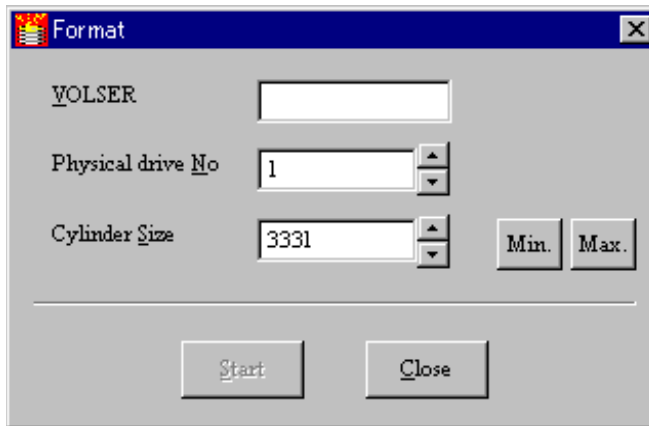 Format
VOLSER
Physical drive No
1
Cylinder Size
3331
Min.
Max.
Start
Close